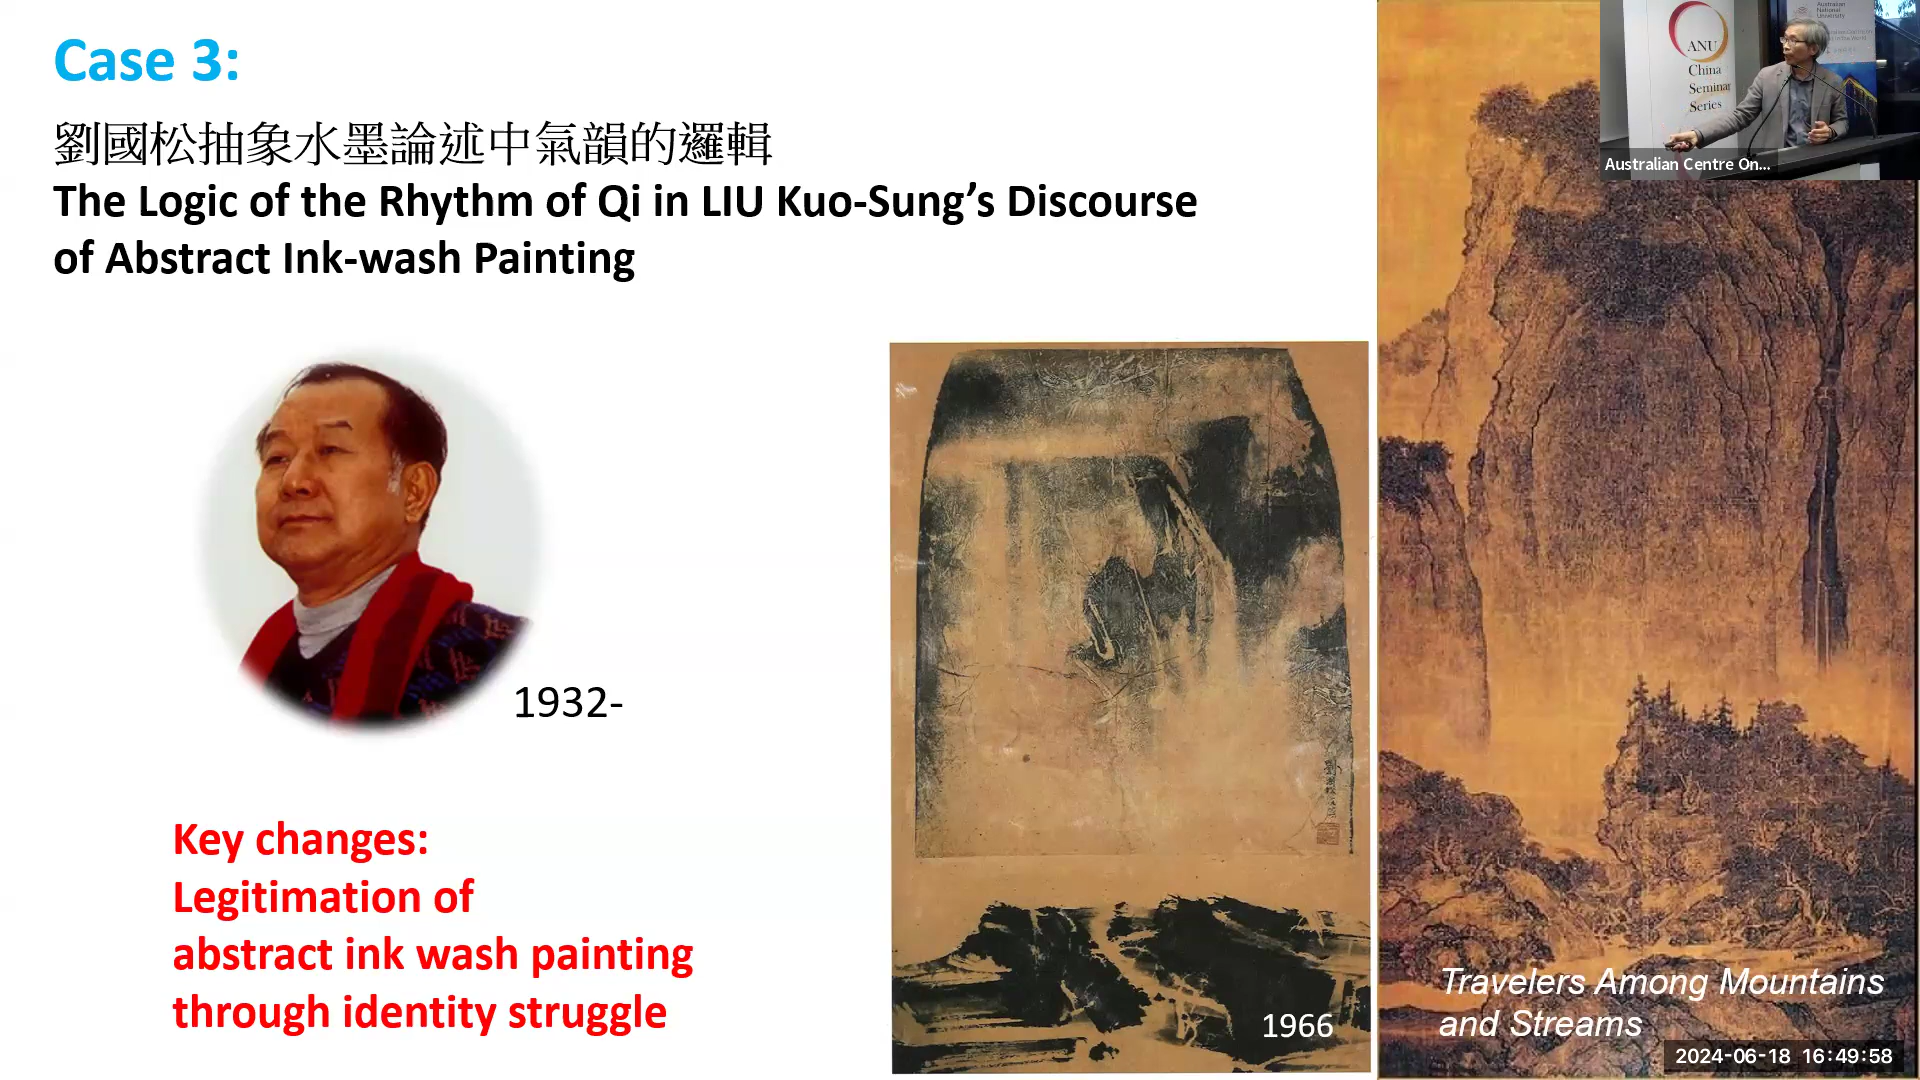 Case 3:
劉國松抽象水墨論述中氣韻的邏輯
The Logic of the Rhythm of Qi in LIU Kuo-Sung’s Discourse
of Abstract Ink-wash Painting
1932-
Key changes:
Legitimation of
abstract ink wash painting
through identity struggle
1966
Travelers Among Mountains
and Streams
ANU
China
Seminar
Series
Australian
National
University
Australian Centre On...
2024-06-18 16:49:58